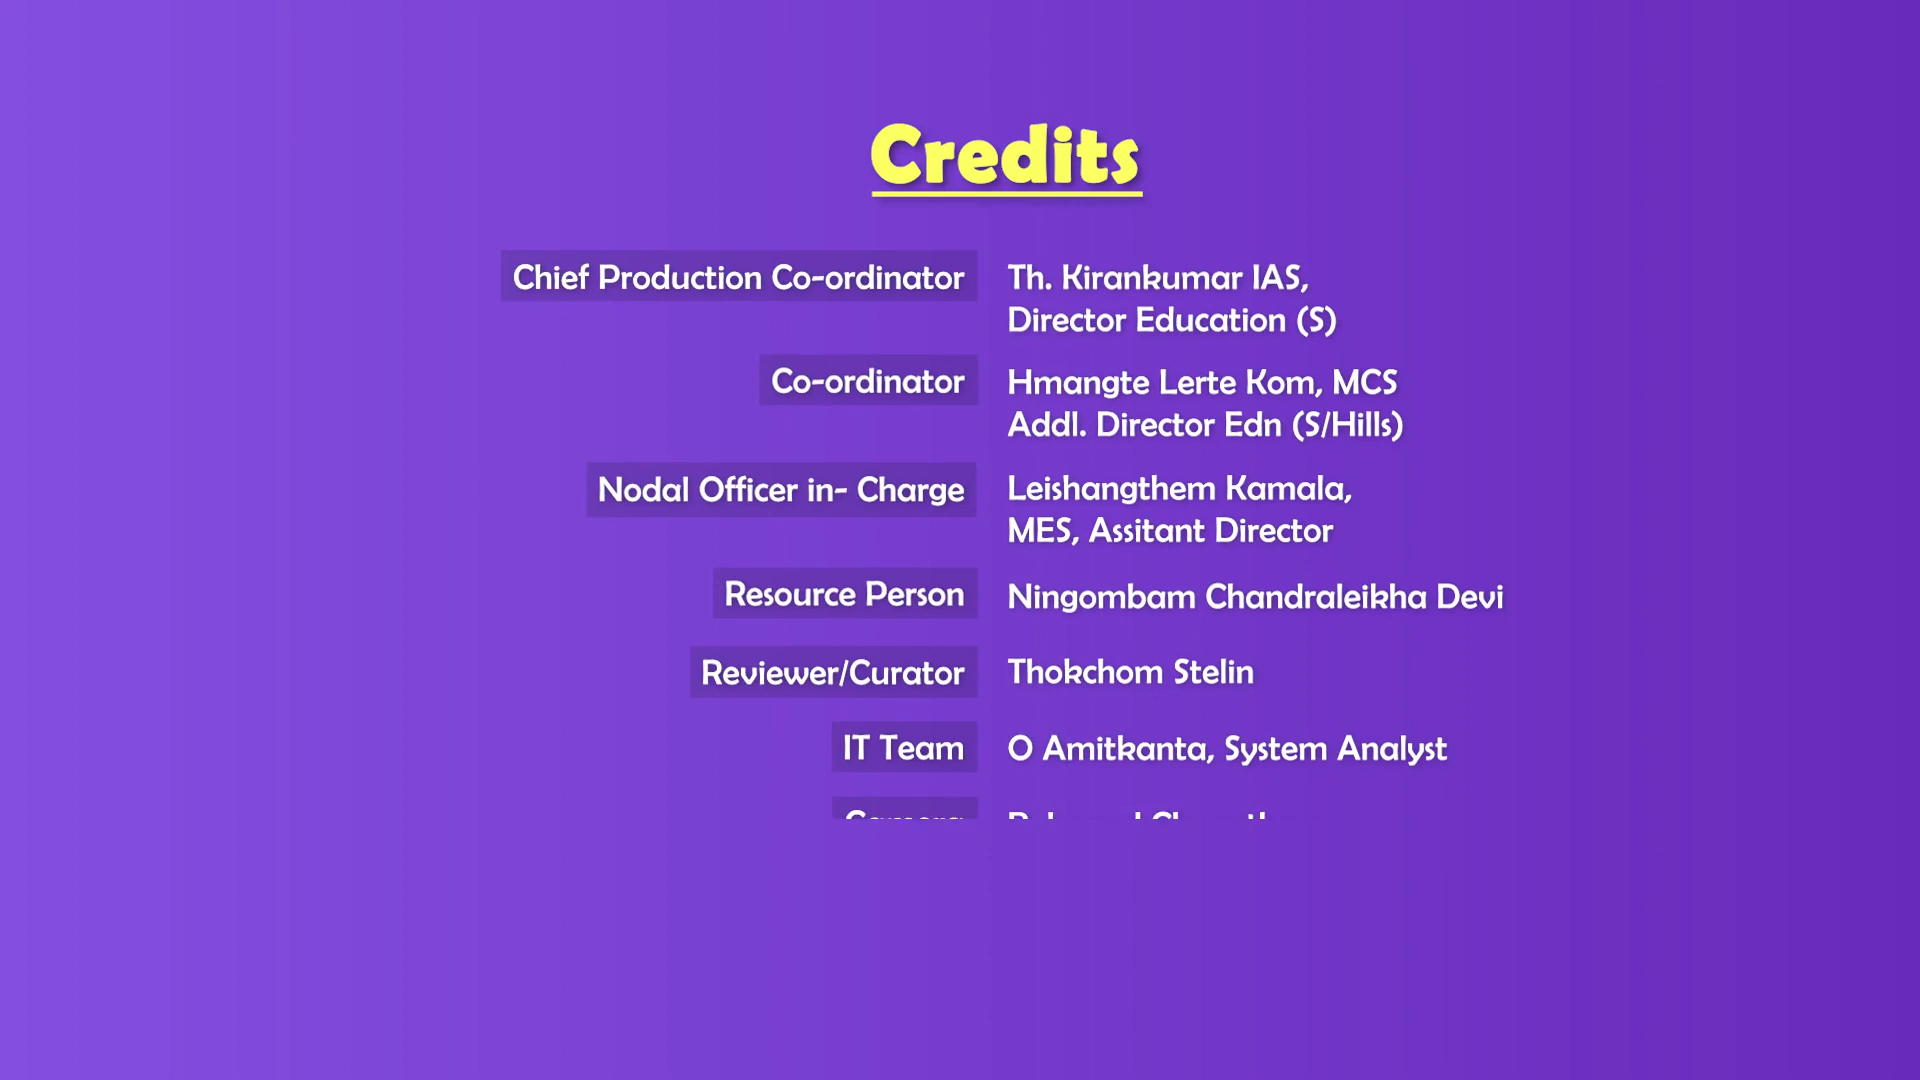 Credits
Chief Production Co-ordinator Th. Kirankumar IAS,
Director Education (S)
Co-ordinator Hmangte Lerte Kom, MCS
Addl. Director Edn (S/Hills)
Nodal Officer in- Charge Leishangthem Kamala,
MES, Assitant Director
Resource Person Ningombam Chandraleikha Devi
Reviewer/Curator Thokchom Stelin
IT Team O Amitkanta, System Analyst